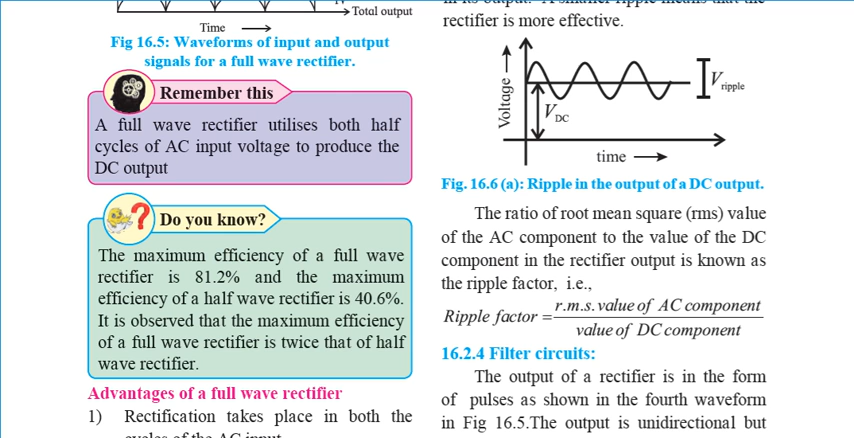 Total output
Time
Fig 16.5: Waveforms of input and output
signals for a full wave rectifier.
Remember this
A full wave rectifier utilises both half
cycles of AC input voltage to produce the
DC output
Do you know?
The maximum efficiency of a full wave
rectifier is 81.2% and the maximum
efficiency of a half wave rectifier is 40.6%.
It is observed that the maximum efficiency
of a full wave rectifier is twice that of half
wave rectifier.
Advantages of a full wave rectifier
1) Rectification takes place in both the
cycles of the AC input.
rectifier is more effective.
Voltage
V ripple
V DC
time
Fig. 16.6 (a): Ripple in the output of a DC output.
The ratio of root mean square (rms) value
of the AC component to the value of the DC
component in the rectifier output is known as
the ripple factor, i.e.,
Ripple factor = r.m.s. value of AC component
value of DC component
16.2.4 Filter circuits:
The output of a rectifier is in the form
of pulses as shown in the fourth waveform
in Fig 16.5.The output is unidirectional but